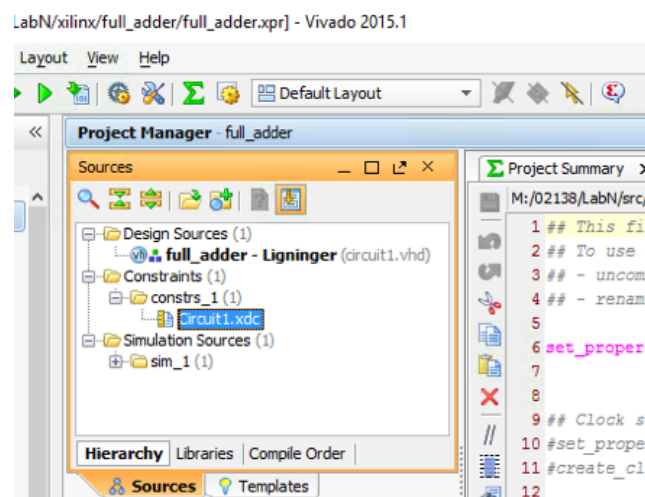 LabN/xilinx/full_adder/full_adder.xpr] - Vivado 2015.1
Layout View Help
Default Layout
Project Manager - full_adder
Sources
Project Summary
M:/02138/LabN/src/
Design Sources (1)
full_adder - Ligninger (circuit1.vhd)
Constraints (1)
constrs_1 (1)
Circuit1.xdc
Simulation Sources (1)
sim_1 (1)
1 ## This fi
2 ## To use
3 ## - uncom
4 ## - renam
5
6 set_proper
7
8
9 ## Clock s
10 #set_prope
11 #create_cl
12
Hierarchy Libraries Compile Order
Sources Templates